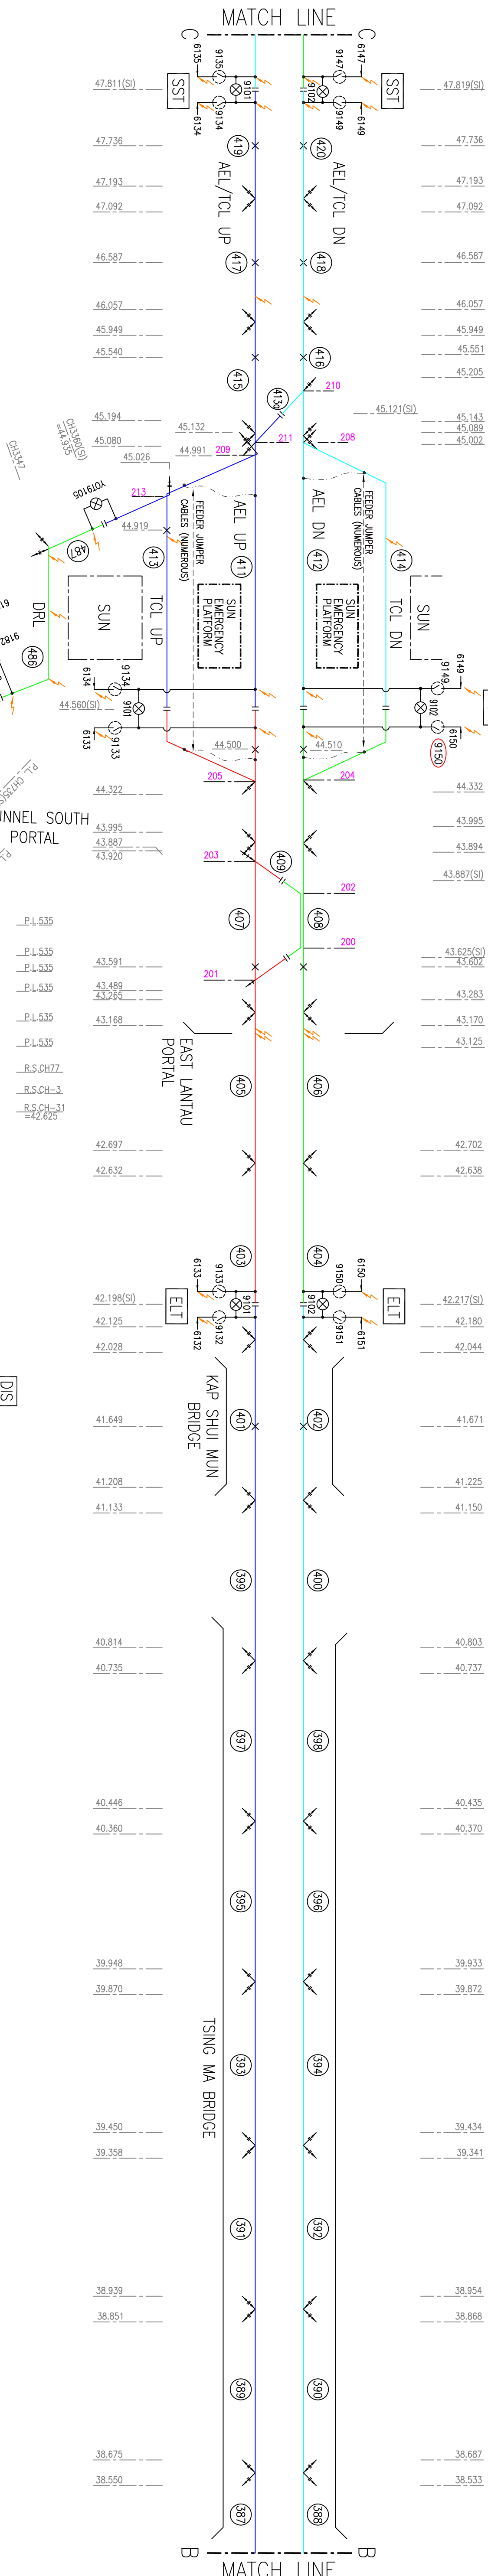 MATCH LINE
C C
6135 9135 9147 6147
47.811(SI) SST 9101 9102 SST 47.819(SI)
6134 9134 9149 6149
47.736 419 420 47.736
AEL/TCL UP AEL/TCL DN
47.193 47.193
47.092 47.092
46.587 417 418 46.587
46.057 46.057
45.949 45.949
45.540 415 416 45.551
45.205
210
413a
45.194 45.121(SI) 45.143
45.132 45.089
45.080 209 211 208 45.002
44.991
CH3360(SI)
=44.935
CH3347
45.026
213
YOT9105
44.919
487
413 TCL UP
FEEDER JUMPER
CABLES (NUMEROUS)
AEL UP 411
AEL DN 412
FEEDER JUMPER
CABLES (NUMEROUS)
414 TCL DN
DRL
486
9182
SUN
SUN
EMERGENCY
PLATFORM
SUN
EMERGENCY
PLATFORM
SUN
6134 9134 9149 6149
44.560(SI) 9101 9102
6133 9133 6150 9150
44.500 44.510
P.L. CH735(S
44.322 205 204 44.332
UNNEL SOUTH
PORTAL
43.995 43.995
43.887 203 409 43.894
43.920
43.887(SI)
202
P.L.535 407 408
200
P.L.535 43.625(SI)
P.L.535 43.591 43.602
201
P.L.535 43.489
43.265 43.283
P.L.535 43.168 43.170
EAST LANTAU
PORTAL
P.L.535 43.125
R.S.CH77 405 406
R.S.CH-3
R.S.CH-31
=42.625
42.697 42.702
42.632 42.638
403 404
6133 9133 9150 6150
42.198(SI) ELT 9101 9102 ELT 42.217(SI)
42.125 6132 9132 9151 6151 42.180
42.028 42.044
DIS
KAP SHUI MUN
BRIDGE
41.649 401 402 41.671
41.208 41.225
41.133 41.150
399 400
40.814 40.803
40.735 40.737
397 398
40.446 40.435
40.360 40.370
395 396
39.948 39.933
39.870 39.872
TSING MA BRIDGE
393 394
39.450 39.434
39.358 39.341
391 392
38.939 38.954
38.851 38.868
389 390
38.675 38.687
38.550 38.533
387 388
B B
MATCH LINE